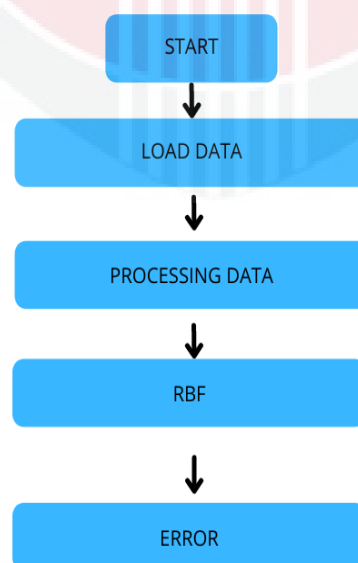 START
LOAD DATA
PROCESSING DATA
RBF
ERROR